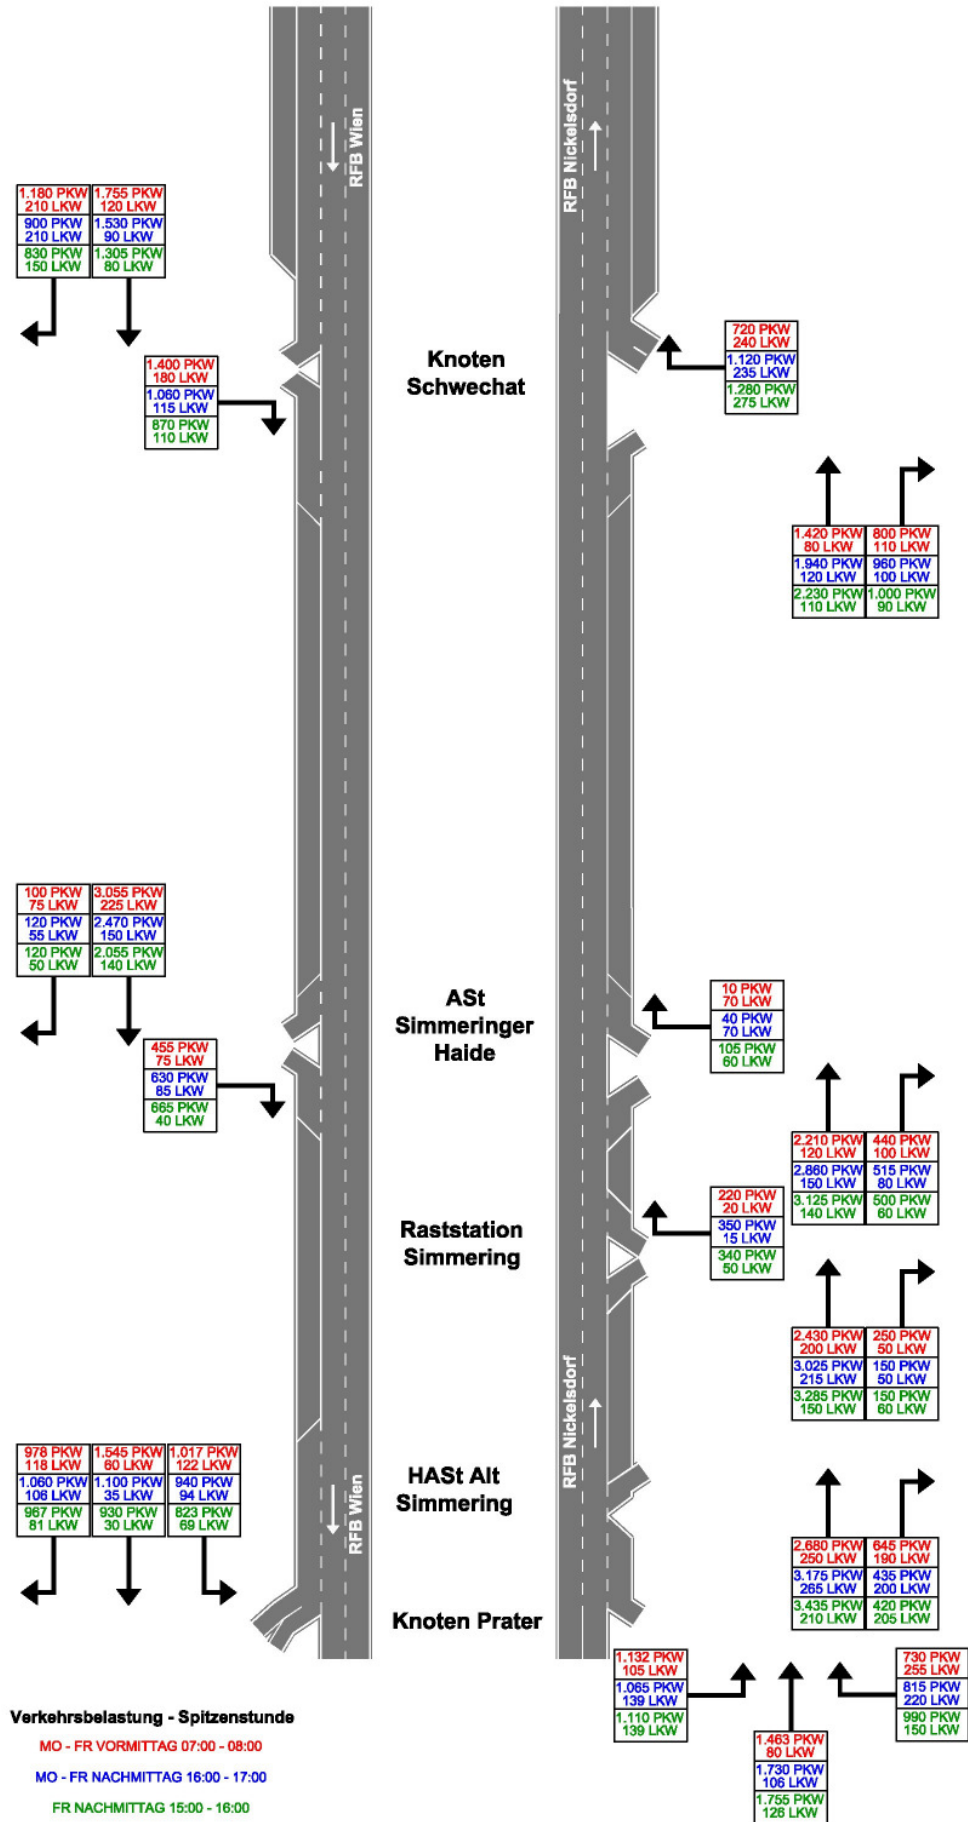 RFB Wien
RFB Nickelsdorf
1.180 PKW
210 LKW
900 PKW
210 LKW
830 PKW
150 LKW
1.755 PKW
120 LKW
1.530 PKW
90 LKW
1.305 PKW
80 LKW
1.400 PKW
180 LKW
1.060 PKW
115 LKW
870 PKW
110 LKW
Knoten
Schwechat
720 PKW
240 LKW
1.120 PKW
235 LKW
1.280 PKW
275 LKW
1.420 PKW
80 LKW
1.940 PKW
120 LKW
2.230 PKW
110 LKW
800 PKW
110 LKW
960 PKW
100 LKW
1.000 PKW
90 LKW
100 PKW
75 LKW
120 PKW
55 LKW
120 PKW
50 LKW
3.055 PKW
225 LKW
2.470 PKW
150 LKW
2.055 PKW
140 LKW
455 PKW
75 LKW
630 PKW
85 LKW
665 PKW
40 LKW
ASt
Simmeringer
Haide
10 PKW
70 LKW
40 PKW
70 LKW
105 PKW
60 LKW
2.210 PKW
120 LKW
2.860 PKW
150 LKW
3.125 PKW
140 LKW
440 PKW
100 LKW
515 PKW
80 LKW
500 PKW
60 LKW
Raststation
Simmering
220 PKW
20 LKW
350 PKW
15 LKW
340 PKW
50 LKW
2.430 PKW
200 LKW
3.025 PKW
215 LKW
3.285 PKW
150 LKW
250 PKW
50 LKW
150 PKW
50 LKW
150 PKW
60 LKW
RFB Nickelsdorf
978 PKW
118 LKW
1.060 PKW
106 LKW
967 PKW
81 LKW
1.545 PKW
60 LKW
1.100 PKW
35 LKW
930 PKW
30 LKW
1.017 PKW
122 LKW
940 PKW
94 LKW
823 PKW
69 LKW
RFB Wien
HASt Alt
Simmering
2.680 PKW
250 LKW
3.175 PKW
265 LKW
3.435 PKW
210 LKW
645 PKW
190 LKW
435 PKW
200 LKW
420 PKW
205 LKW
Knoten Prater
1.132 PKW
105 LKW
1.065 PKW
139 LKW
1.110 PKW
139 LKW
1.463 PKW
80 LKW
1.730 PKW
106 LKW
1.755 PKW
126 LKW
730 PKW
255 LKW
815 PKW
220 LKW
990 PKW
150 LKW
Verkehrsbelastung - Spitzenstunde
MO - FR VORMITTAG 07:00 - 08:00
MO - FR NACHMITTAG 16:00 - 17:00
FR NACHMITTAG 15:00 - 16:00